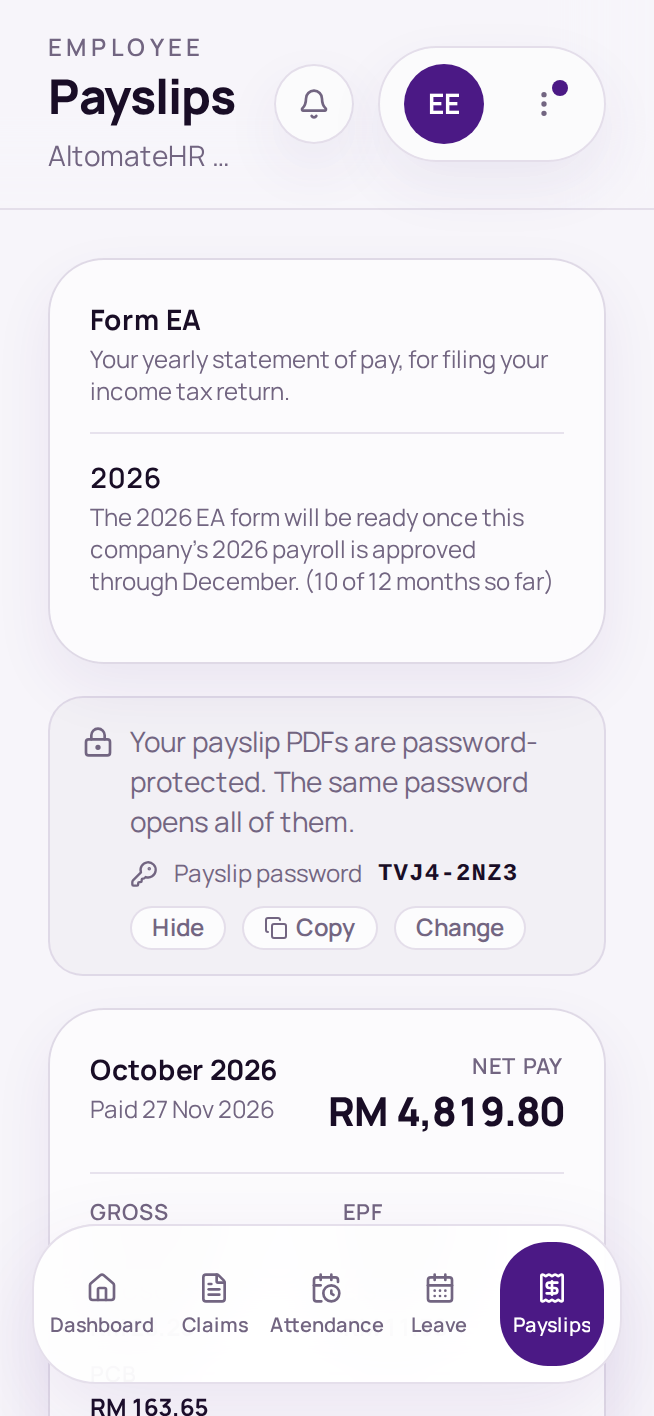 EMPLOYEE
Payslips
AltomateHR ...
EE
Form EA
Your yearly statement of pay, for filing your
income tax return.
2026
The 2026 EA form will be ready once this
company's 2026 payroll is approved
through December. (10 of 12 months so far)
Your payslip PDFs are password-
protected. The same password
opens all of them.
Payslip password TVJ4-2NZ3
Hide Copy Change
October 2026 NET PAY
Paid 27 Nov 2026 RM 4,819.80
GROSS EPF
Dashboard Claims Attendance Leave Payslips
PCB
RM 163.65